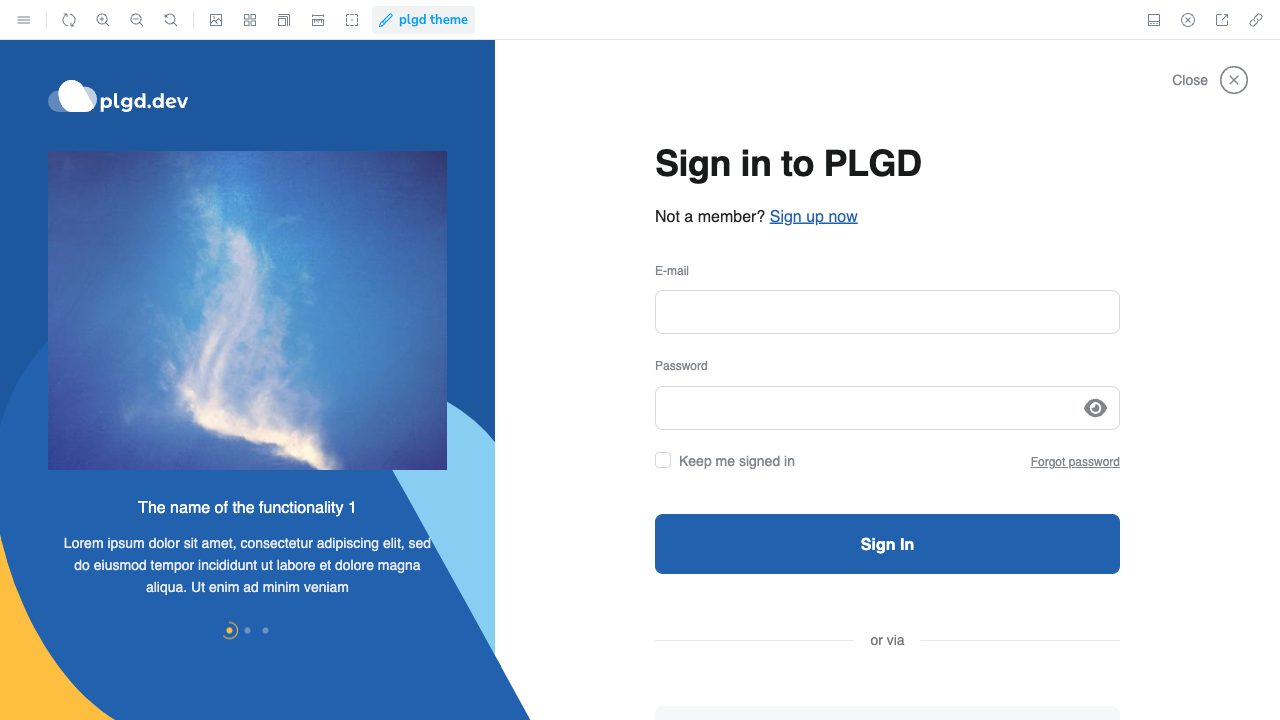 plgd theme
plgd.dev
Close
Sign in to PLGD
Not a member? Sign up now
E-mail
Password
Keep me signed in
Forgot password
Sign In
or via
The name of the functionality 1
Lorem ipsum dolor sit amet, consectetur adipiscing elit, sed
do eiusmod tempor incididunt ut labore et dolore magna
aliqua. Ut enim ad minim veniam